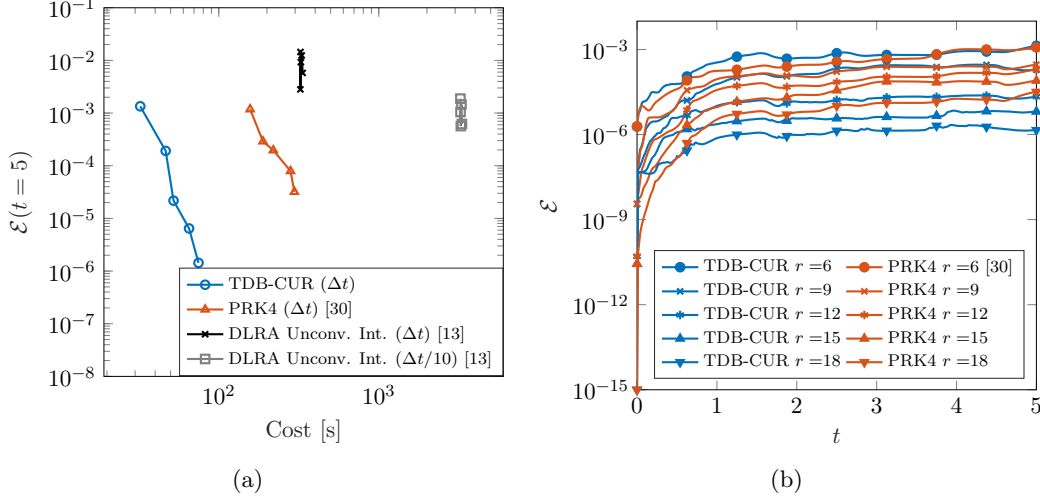 10^{-1}
10^{-2}
10^{-3}
10^{-4}
10^{-5}
10^{-6}
10^{-7}
10^{-8}
10^2
10^3
Cost [s]
ℰ(t = 5)
TDB-CUR (Δt)
PRK4 (Δt) [30]
DLRA Unconv. Int. (Δt) [13]
DLRA Unconv. Int. (Δt/10) [13]
(a)
10^{-3}
10^{-6}
10^{-9}
10^{-12}
10^{-15}
0 1 2 3 4 5
t
ℰ
TDB-CUR r =6 PRK4 r =6 [30]
TDB-CUR r =9 PRK4 r =9
TDB-CUR r =12 PRK4 r =12
TDB-CUR r =15 PRK4 r =15
TDB-CUR r =18 PRK4 r =18
(b)